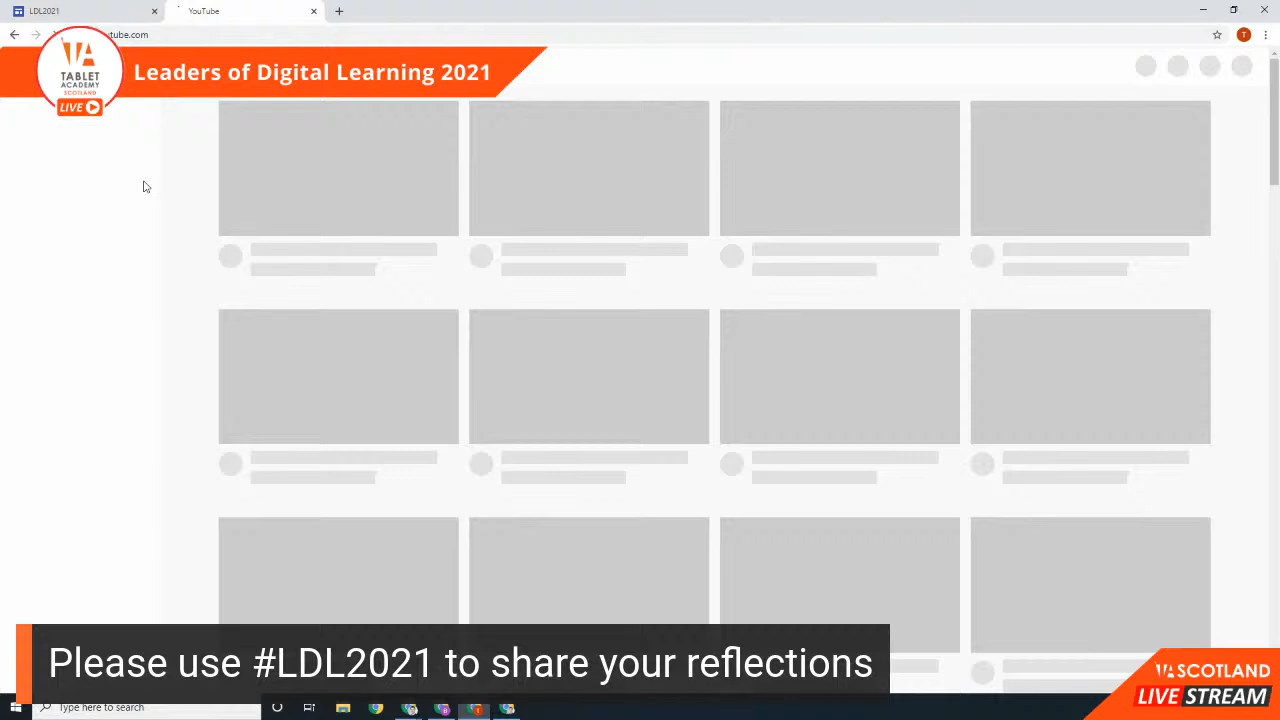 LDL2021
YouTube
tube.com
TABLET
ACADEMY
SCOTLAND
LIVE
Leaders of Digital Learning 2021
T
Please use #LDL2021 to share your reflections
Type here to search
TA SCOTLAND
LIVE STREAM